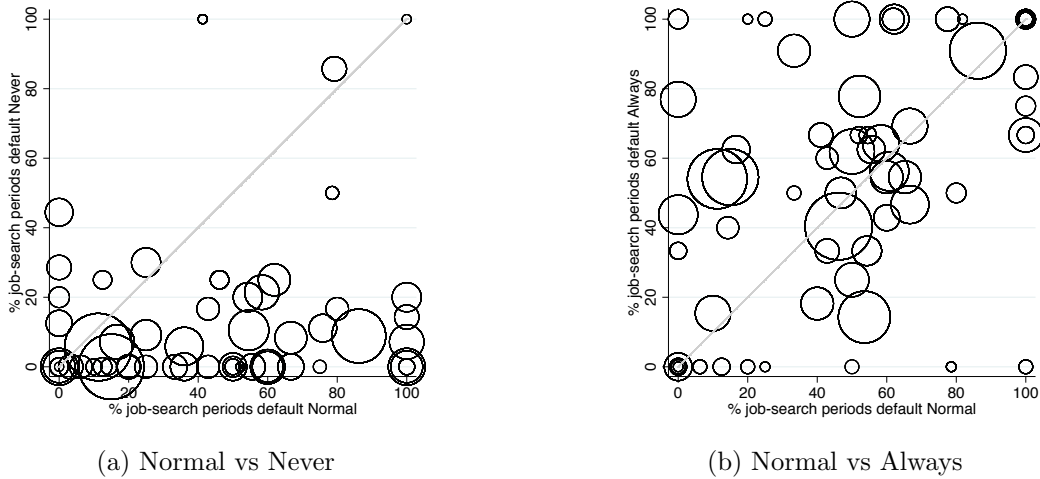 % job-search periods default Never
100
80
60
40
20
0
0 20 40 60 80 100
% job-search periods default Normal
(a) Normal vs Never
% job-search periods default Always
100
80
60
40
20
0
0 20 40 60 80 100
% job-search periods default Normal
(b) Normal vs Always